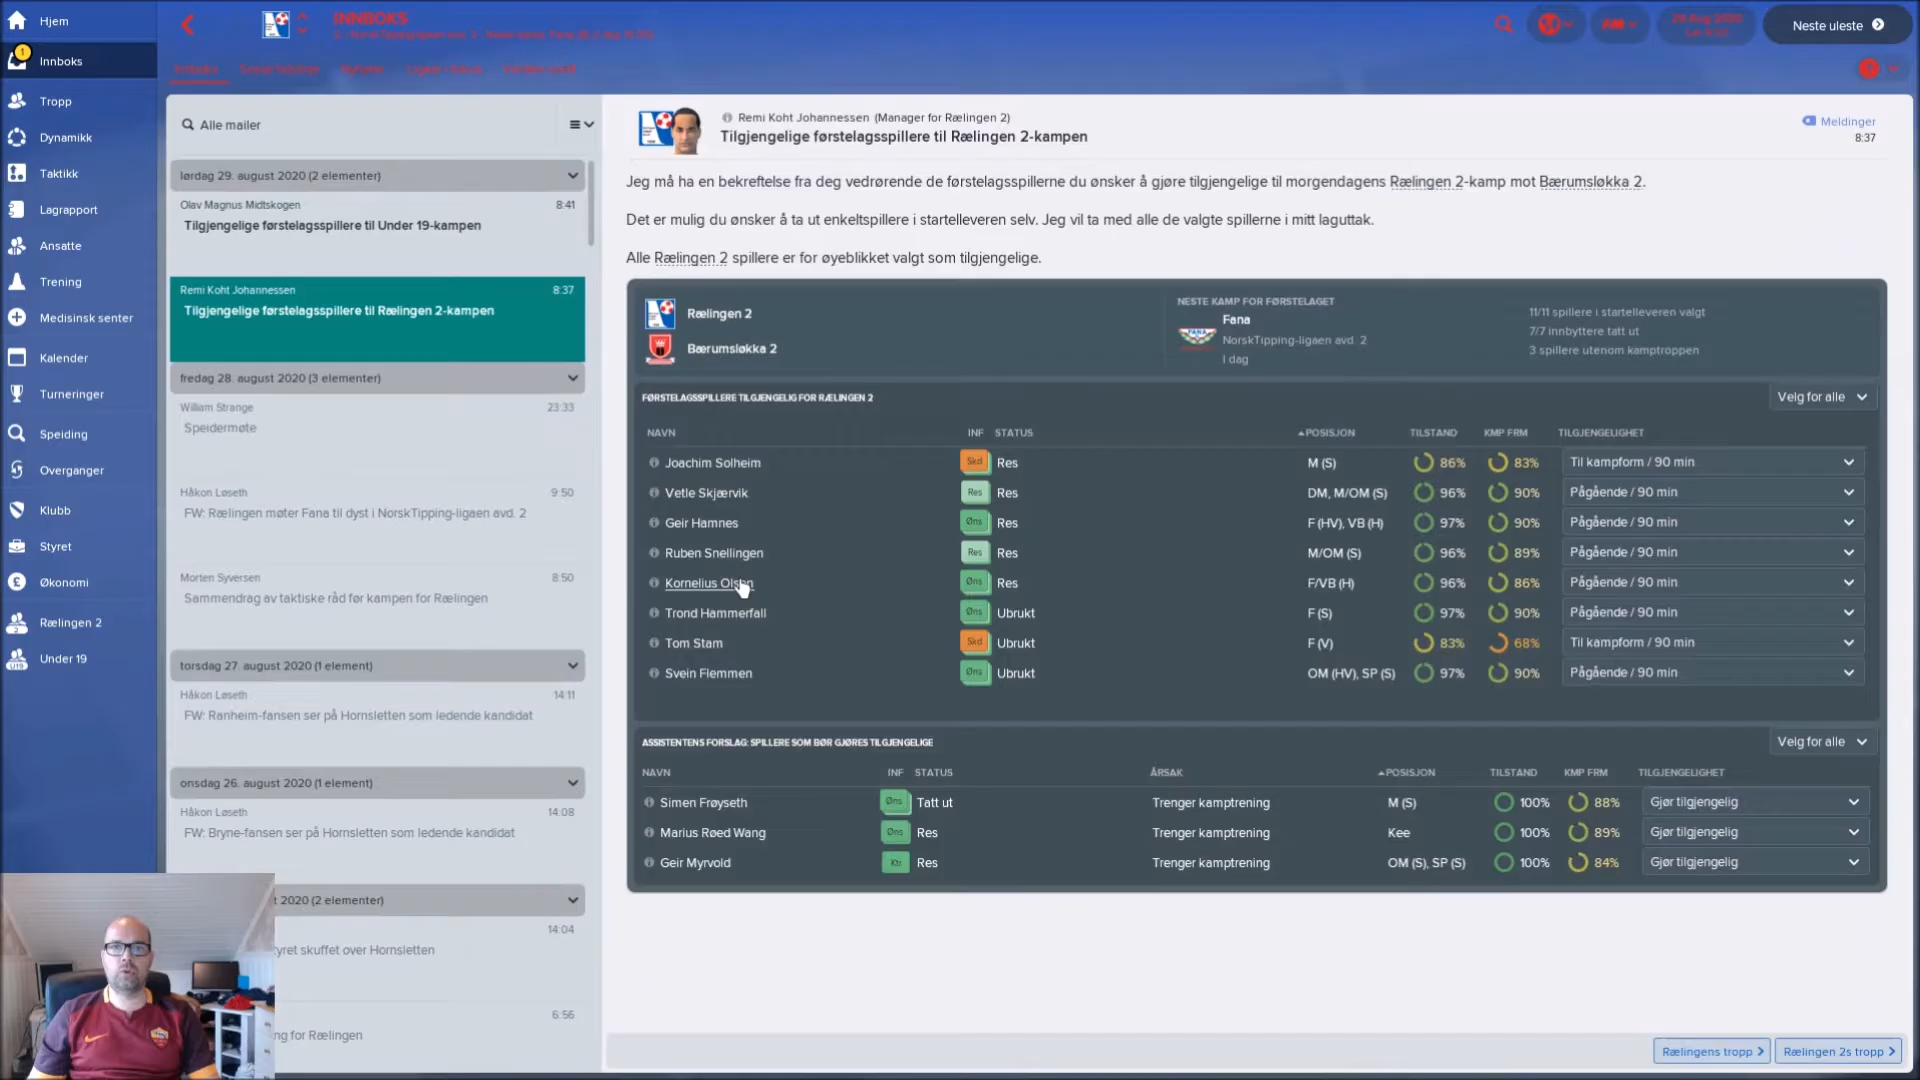 Hjem
Innboks
Tropp
Dynamikk
Taktikk
Lagrapport
Ansatte
Trening
Medisinsk senter
Kalender
Turneringer
Speiding
Overganger
Klubb
Styret
Økonomi
Rælingen 2
Under 19
INNBOKS
Neste uleste
Alle mailer
lørdag 29. august 2020 (2 elementer)
Olav Magnus Midtskogen 8:41
Tilgjengelige førstelagsspillere til Under 19-kampen
Remi Koht Johannessen 8:37
Tilgjengelige førstelagsspillere til Rælingen 2-kampen
fredag 28. august 2020 (3 elementer)
William Strange 23:33
Speidermøte
Håkon Løseth 9:50
FW: Rælingen møter Fana til dyst i NorskTipping-ligaen avd. 2
Morten Syversen 8:50
Sammendrag av taktiske råd før kampen for Rælingen
torsdag 27. august 2020 (1 element)
Håkon Løseth 14:11
FW: Ranheim-fansen ser på Hornsletten som ledende kandidat
onsdag 26. august 2020 (1 element)
Håkon Løseth 14:08
FW: Bryne-fansen ser på Hornsletten som ledende kandidat
t 2020 (2 elementer)
14:04
tyret skuffet over Hornsletten
6:56
ng for Rælingen
Remi Koht Johannessen (Manager for Rælingen 2)
Tilgjengelige førstelagsspillere til Rælingen 2-kampen
Meldinger
8:37
Jeg må ha en bekreftelse fra deg vedrørende de førstelagsspillerne du ønsker å gjøre tilgjengelige til morgendagens Rælingen 2-kamp mot Bærumsløkka 2.
Det er mulig du ønsker å ta ut enkeltspillere i startelleveren selv. Jeg vil ta med alle de valgte spillerne i mitt laguttak.
Alle Rælingen 2 spillere er for øyeblikket valgt som tilgjengelige.
Rælingen 2
Bærumsløkka 2
NESTE KAMP FOR FØRSTELAGET
Fana
NorskTipping-ligaen avd. 2
I dag
11/11 spillere i startelleveren valgt
7/7 innbyttere tatt ut
3 spillere utenom kamptroppen
FØRSTELAGSSPILLERE TILGJENGELIG FOR RÆLINGEN 2 Velg for alle
NAVN INF STATUS POSISJON TILSTAND KMP FRM TILGJENGELIGHET
Joachim Solheim Skd Res M (S) 86% 83% Til kampform / 90 min
Vetle Skjærvik Res Res DM, M/OM (S) 96% 90% Pågående / 90 min
Geir Hamnes Øns Res F (HV), VB (H) 97% 90% Pågående / 90 min
Ruben Snellingen Res Res M/OM (S) 96% 89% Pågående / 90 min
Kornelius Olsen Øns Res F/VB (H) 96% 86% Pågående / 90 min
Trond Hammerfall Øns Ubrukt F (S) 97% 90% Pågående / 90 min
Tom Stam Skd Ubrukt F (V) 83% 68% Til kampform / 90 min
Svein Flemmen Øns Ubrukt OM (HV), SP (S) 97% 90% Pågående / 90 min
ASSISTENTENS FORSLAG: SPILLERE SOM BØR GJØRES TILGJENGELIGE Velg for alle
NAVN INF STATUS ÅRSAK POSISJON TILSTAND KMP FRM TILGJENGELIGHET
Simen Frøyseth Øns Tatt ut Trenger kamptrening M (S) 100% 88% Gjør tilgjengelig
Marius Røed Wang Øns Res Trenger kamptrening Kee 100% 89% Gjør tilgjengelig
Geir Myrvold Ktr Res Trenger kamptrening OM (S), SP (S) 100% 84% Gjør tilgjengelig
Rælingens tropp
Rælingen 2s tropp